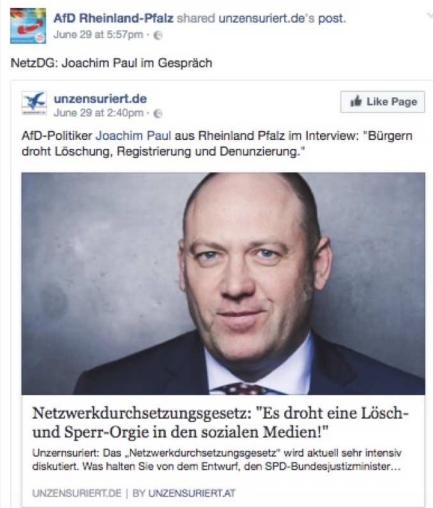 AfD Rheinland-Pfalz shared unzensuriert.de's post.
June 29 at 5:57pm ·
NetzDG: Joachim Paul im Gespräch
unzensuriert.de
June 29 at 2:40pm ·
Like Page
AfD-Politiker Joachim Paul aus Rheinland Pfalz im Interview: "Bürgern
droht Löschung, Registrierung und Denunzierung."
Netzwerkdurchsetzungsgesetz: "Es droht eine Lösch-
und Sperr-Orgie in den sozialen Medien!"
Unzernsuriert: Das „Netzwerkdurchsetzungsgesetz" wird aktuell sehr intensiv
diskutiert. Was halten Sie von dem Entwurf, den SPD-Bundesjustizminister...
UNZENSURIERT.DE | BY UNZENSURIERT.AT